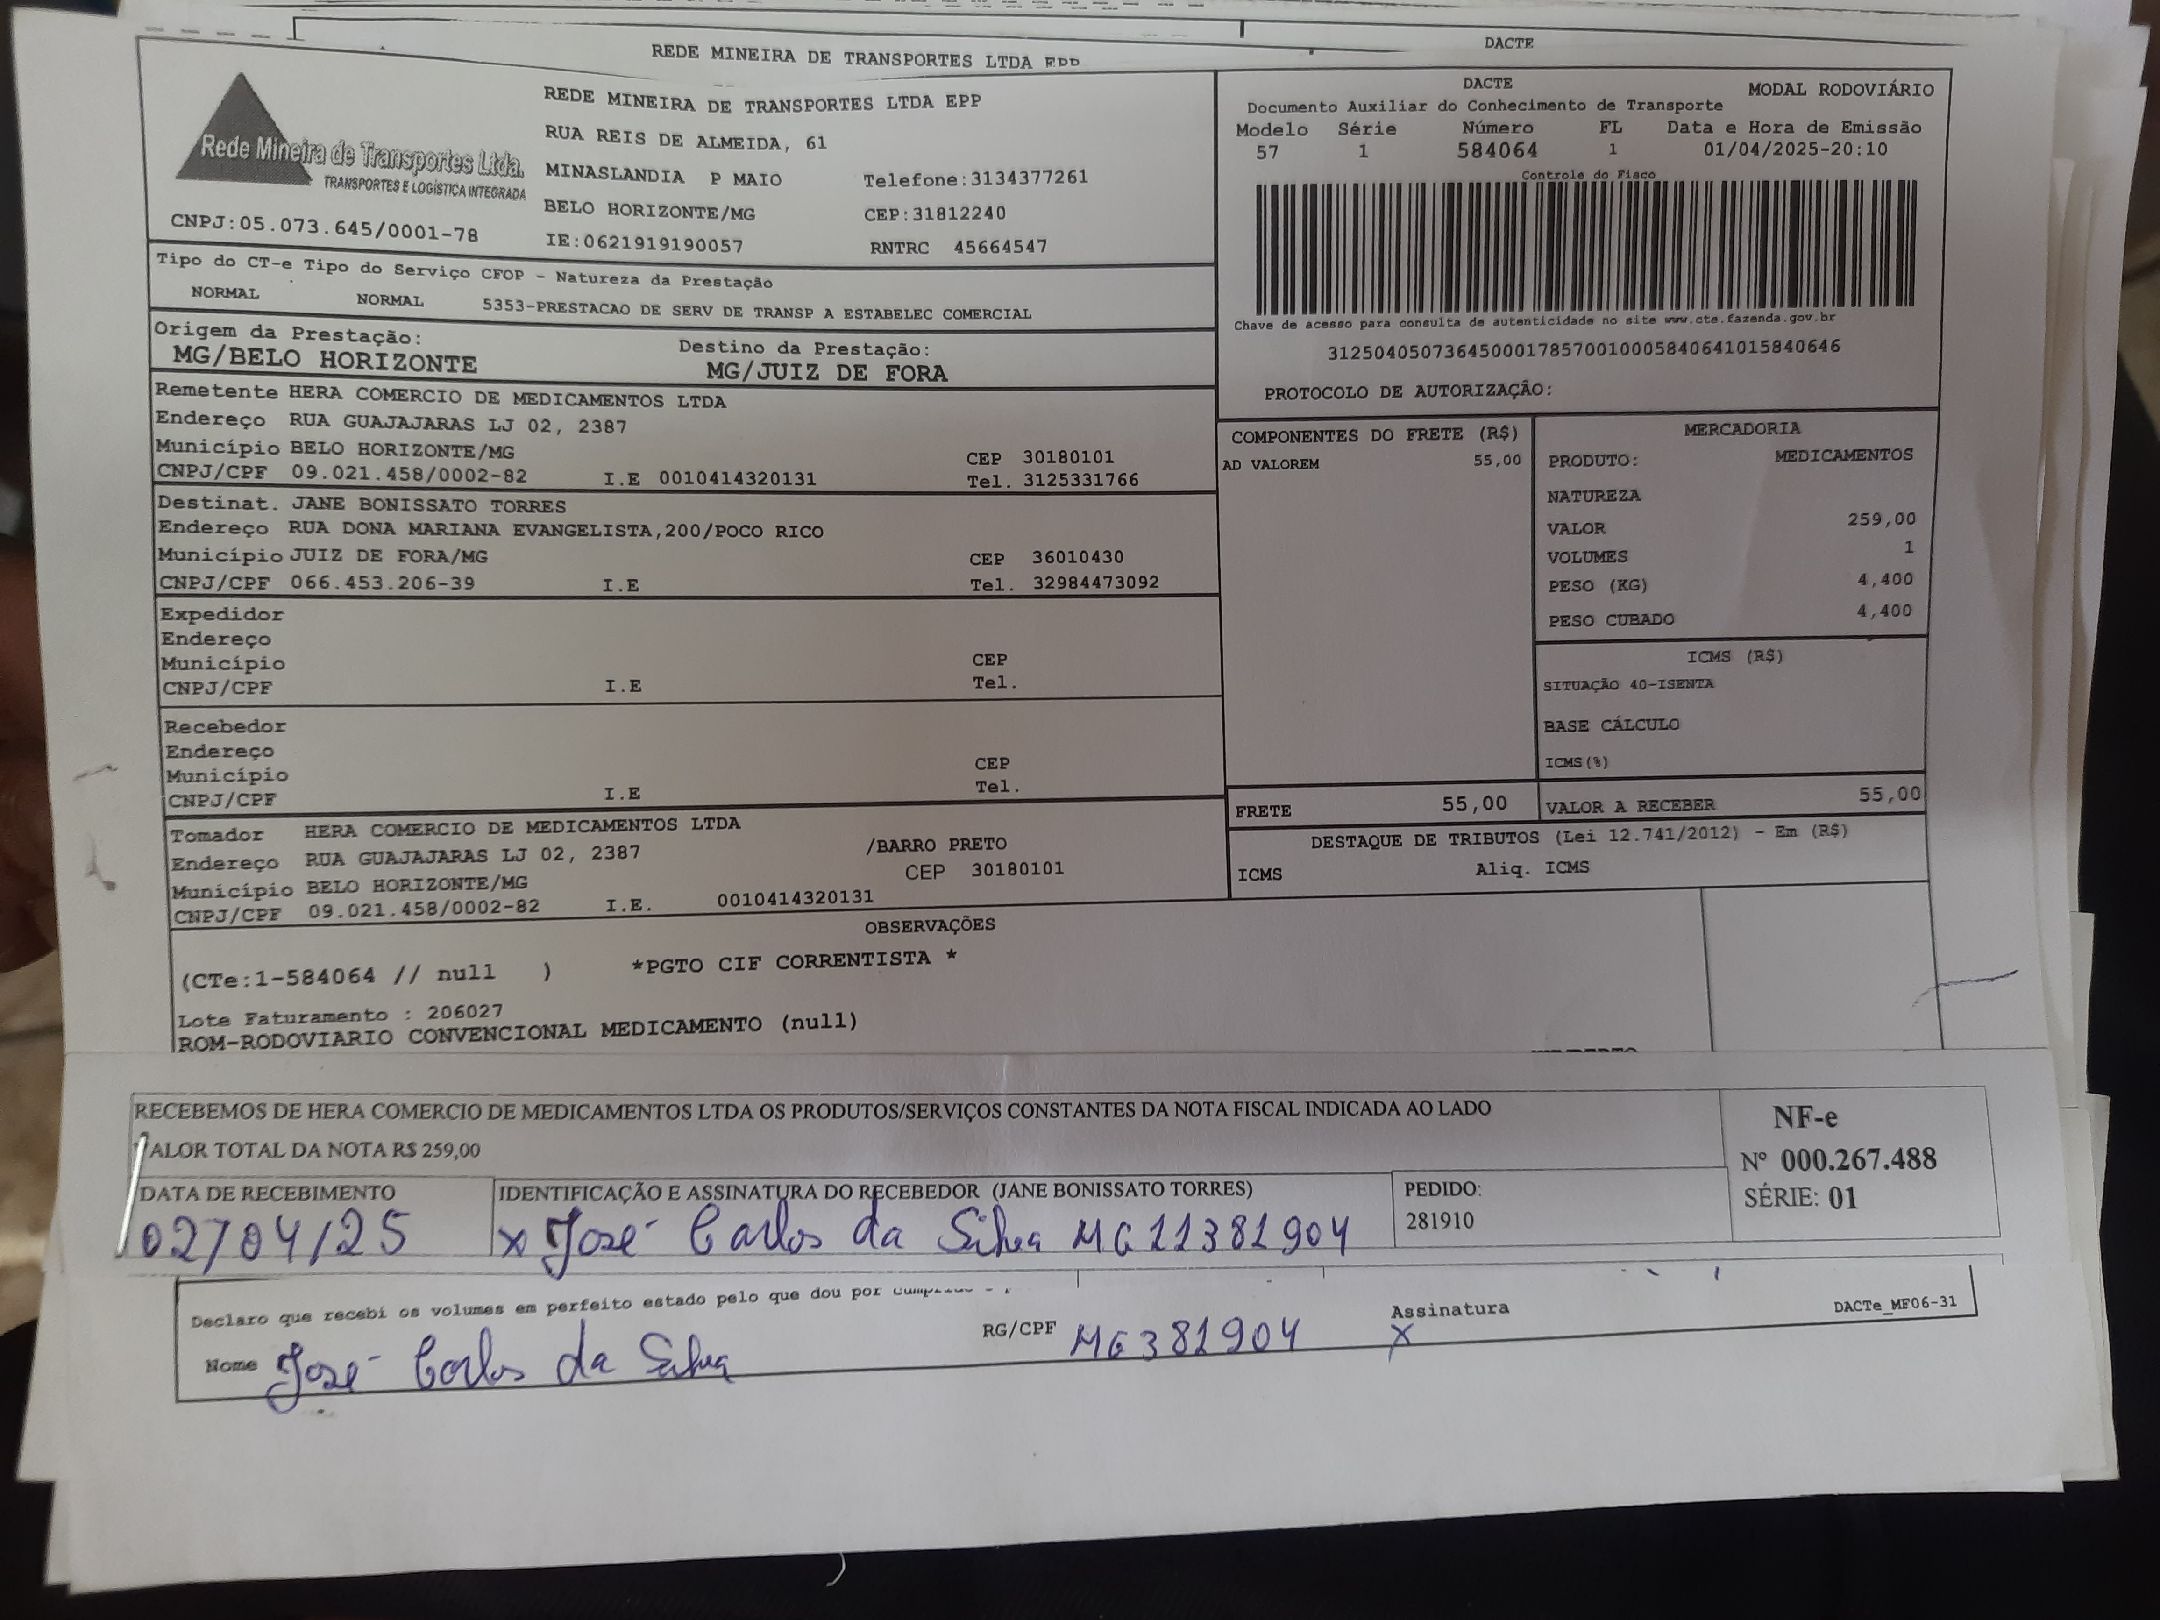 REDE MINEIRA DE TRANSPORTES LTDA EPP DACTE
Rede Mineira de Transportes Ltda.
TRANSPORTES E LOGÍSTICA INTEGRADA
CNPJ:05.073.645/0001-78
REDE MINEIRA DE TRANSPORTES LTDA EPP
RUA REIS DE ALMEIDA, 61
MINASLANDIA P MAIO Telefone:3134377261
BELO HORIZONTE/MG CEP:31812240
IE:0621919190057 RNTRC 45664547
DACTE MODAL RODOVIÁRIO
Documento Auxiliar do Conhecimento de Transporte
Modelo Série Número FL Data e Hora de Emissão
57 1 584064 1 01/04/2025-20:10
Controle do Fisco
Chave de acesso para consulta de autenticidade no site www.cte.fazenda.gov.br
31250405073645000178570010005840641015840646
PROTOCOLO DE AUTORIZAÇÃO:
Tipo do CT-e Tipo do Serviço CFOP - Natureza da Prestação
NORMAL NORMAL 5353-PRESTACAO DE SERV DE TRANSP A ESTABELEC COMERCIAL
Origem da Prestação: Destino da Prestação:
MG/BELO HORIZONTE MG/JUIZ DE FORA
Remetente HERA COMERCIO DE MEDICAMENTOS LTDA
Endereço RUA GUAJAJARAS LJ 02, 2387
Município BELO HORIZONTE/MG CEP 30180101
CNPJ/CPF 09.021.458/0002-82 I.E 0010414320131 Tel. 3125331766
Destinat. JANE BONISSATO TORRES
Endereço RUA DONA MARIANA EVANGELISTA,200/POCO RICO
Município JUIZ DE FORA/MG CEP 36010430
CNPJ/CPF 066.453.206-39 I.E Tel. 32984473092
Expedidor
Endereço
Município CEP
CNPJ/CPF I.E Tel.
Recebedor
Endereço
Município CEP
CNPJ/CPF I.E Tel.
Tomador HERA COMERCIO DE MEDICAMENTOS LTDA
Endereço RUA GUAJAJARAS LJ 02, 2387 /BARRO PRETO
Município BELO HORIZONTE/MG CEP 30180101
CNPJ/CPF 09.021.458/0002-82 I.E. 0010414320131
COMPONENTES DO FRETE (R$)
AD VALOREM 55,00
MERCADORIA
PRODUTO: MEDICAMENTOS
NATUREZA
VALOR 259,00
VOLUMES 1
PESO (KG) 4,400
PESO CUBADO 4,400
ICMS (R$)
SITUAÇÃO 40-ISENTA
BASE CÁLCULO
ICMS(%)
FRETE 55,00 VALOR A RECEBER 55,00
DESTAQUE DE TRIBUTOS (Lei 12.741/2012) - Em (R$)
ICMS Aliq. ICMS
OBSERVAÇÕES
(CTe:1-584064 // null ) *PGTO CIF CORRENTISTA *
Lote Faturamento : 206027
ROM-RODOVIARIO CONVENCIONAL MEDICAMENTO (null)
RECEBEMOS DE HERA COMERCIO DE MEDICAMENTOS LTDA OS PRODUTOS/SERVIÇOS CONSTANTES DA NOTA FISCAL INDICADA AO LADO
VALOR TOTAL DA NOTA R$ 259,00
NF-e
Nº 000.267.488
SÉRIE: 01
DATA DE RECEBIMENTO IDENTIFICAÇÃO E ASSINATURA DO RECEBEDOR (JANE BONISSATO TORRES) PEDIDO:
02/04/25 x José Carlos da Silva MG11381904 281910
Declaro que recebi os volumes em perfeito estado pelo que dou por
Nome José Carlos da Silva RG/CPF MG381904 Assinatura DACTe_MF06-31
X